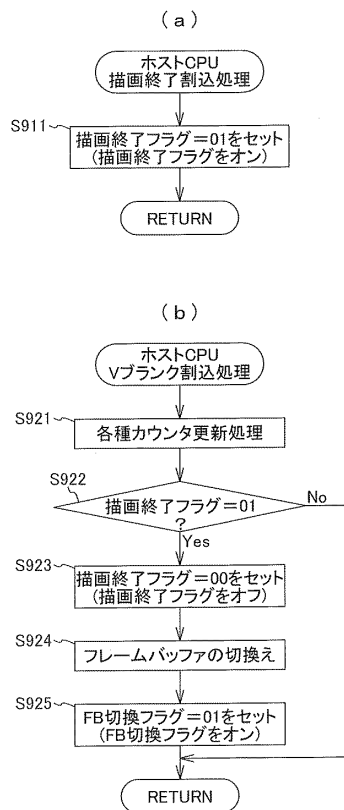 (a)
ホストCPU
描画終了割込処理
S911
描画終了フラグ=01をセット
(描画終了フラグをオン)
RETURN
(b)
ホストCPU
Vブランク割込処理
S921
各種カウンタ更新処理
S922
描画終了フラグ=01
?
No
Yes
S923
描画終了フラグ=00をセット
(描画終了フラグをオフ)
S924
フレームバッファの切換え
S925
FB切換フラグ=01をセット
(FB切換フラグをオン)
RETURN